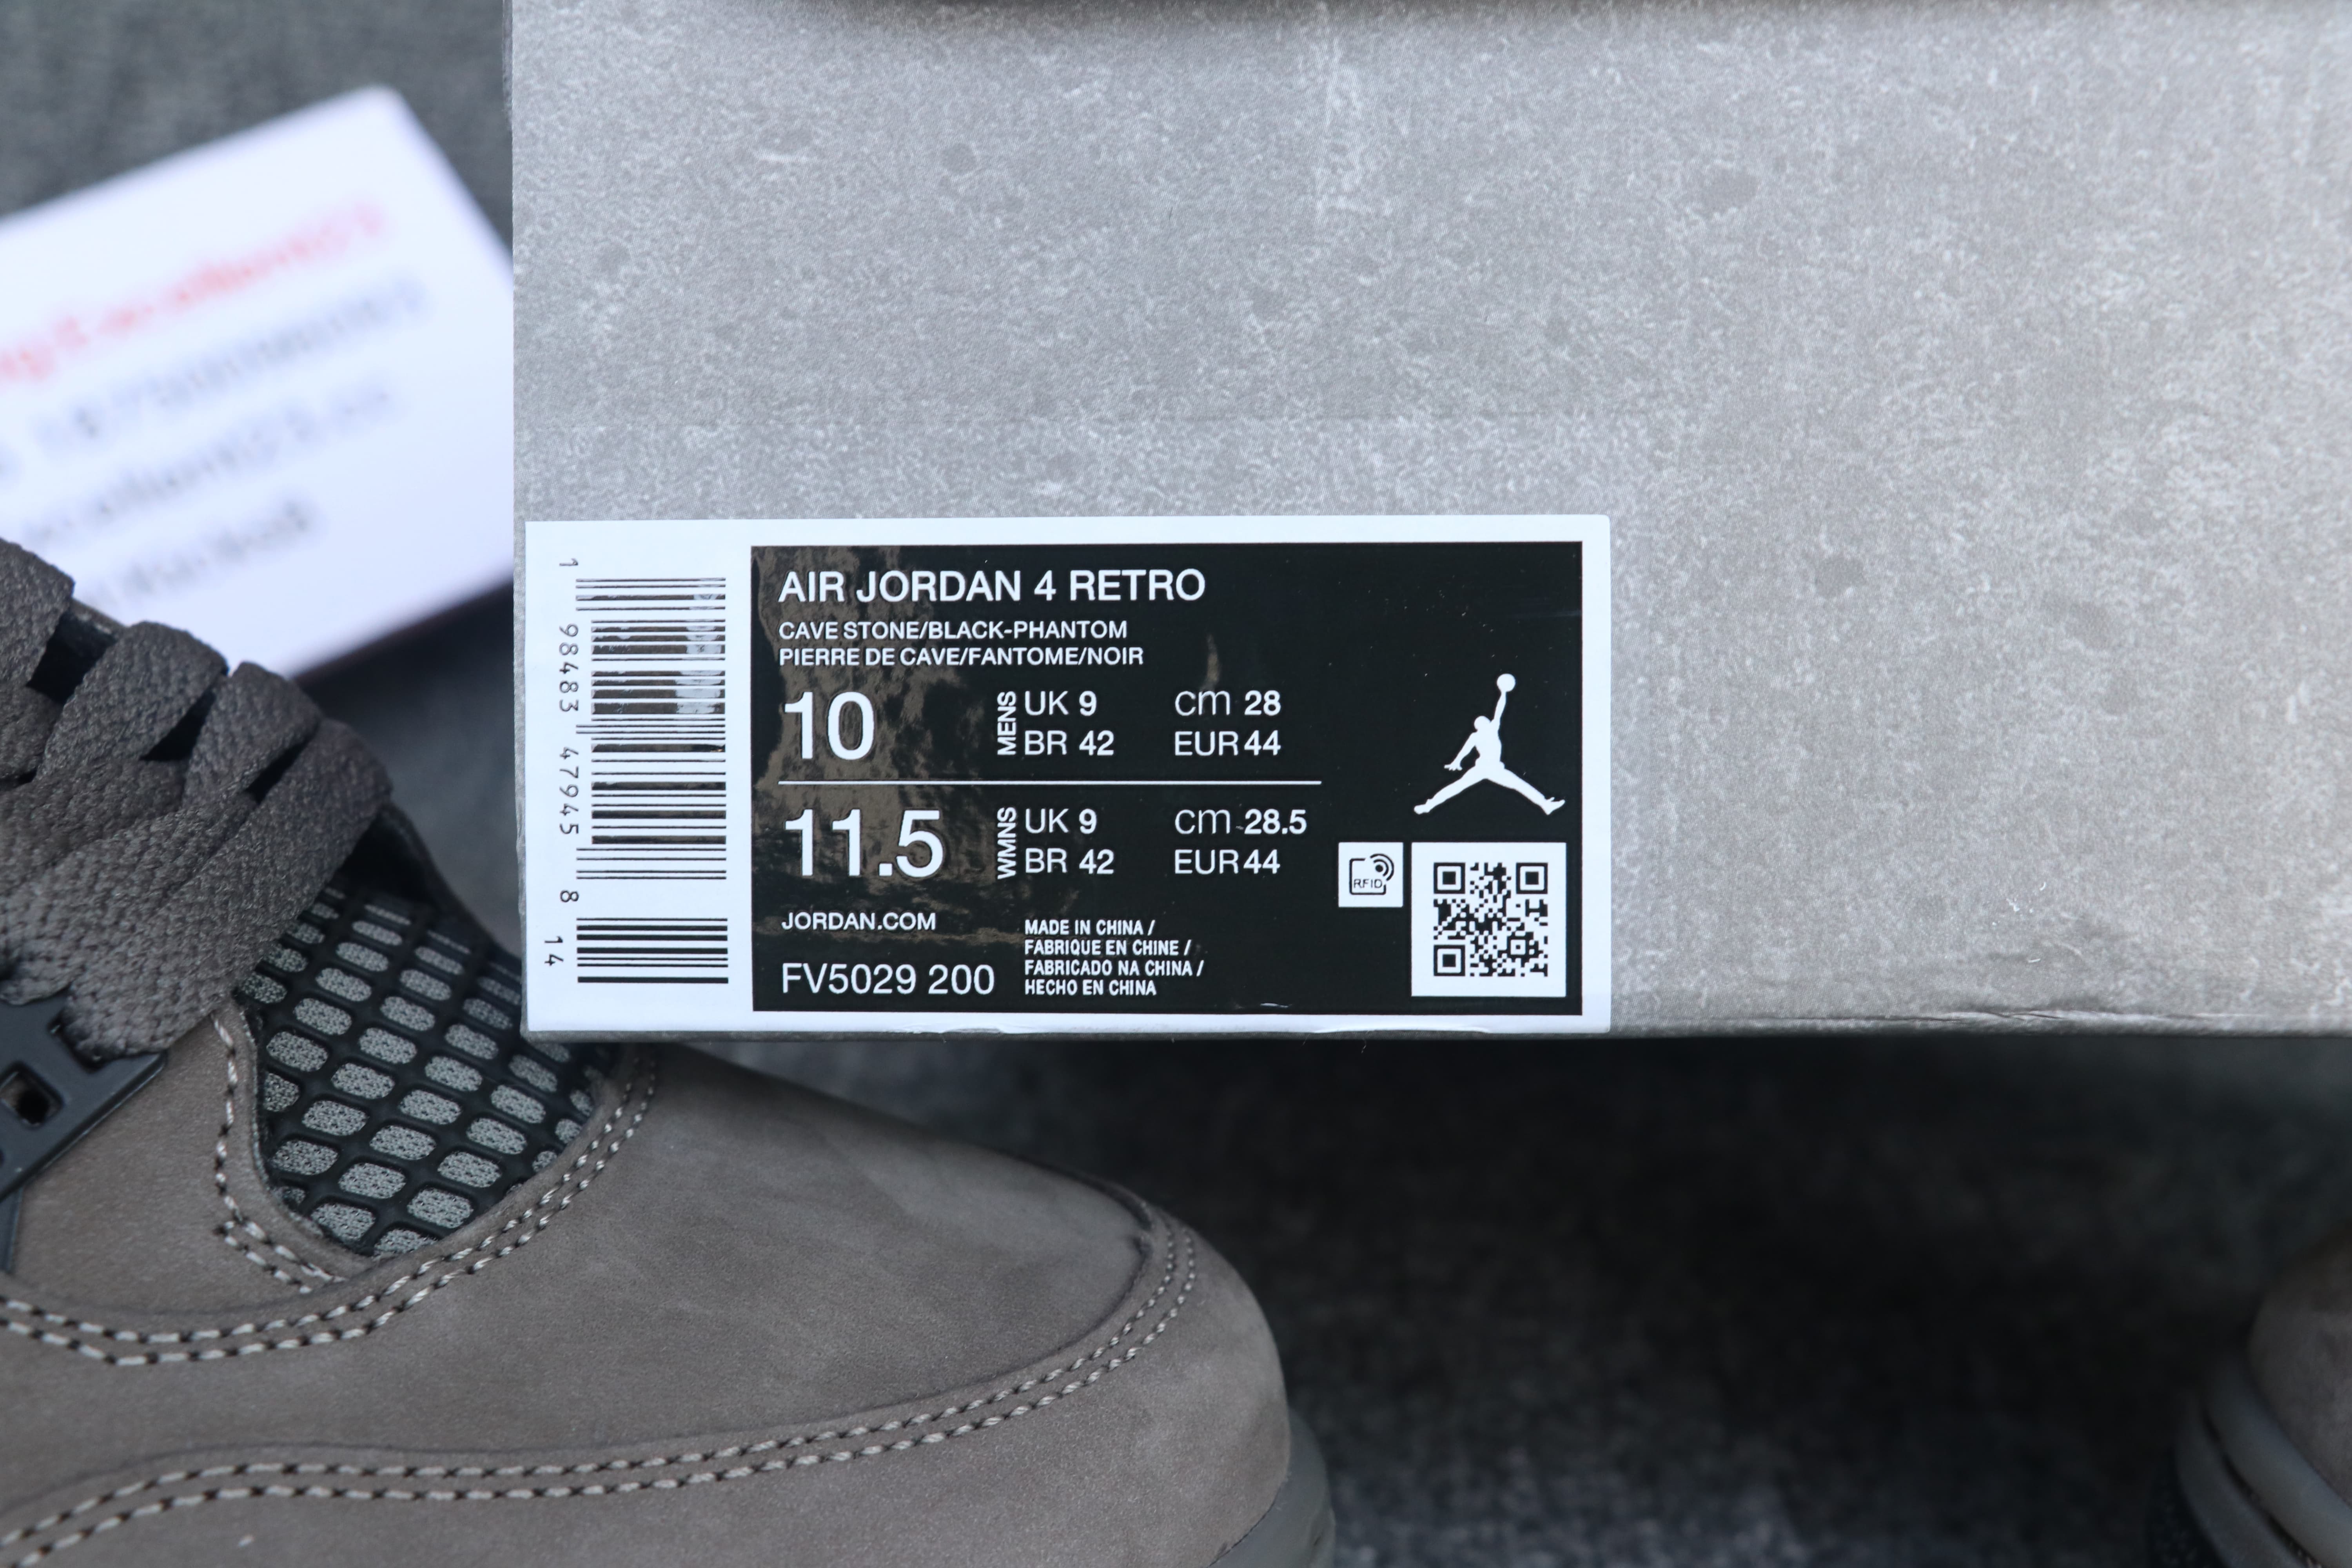 1 98483 47945 8 14
AIR JORDAN 4 RETRO
CAVE STONE/BLACK-PHANTOM
PIERRE DE CAVE/FANTOME/NOIR
10 MENS UK 9 cm 28
BR 42 EUR 44
11.5 WMNS UK 9 cm 28.5
BR 42 EUR 44
RFID
JORDAN.COM
FV5029 200
MADE IN CHINA /
FABRIQUE EN CHINE /
FABRICADO NA CHINA /
HECHO EN CHINA